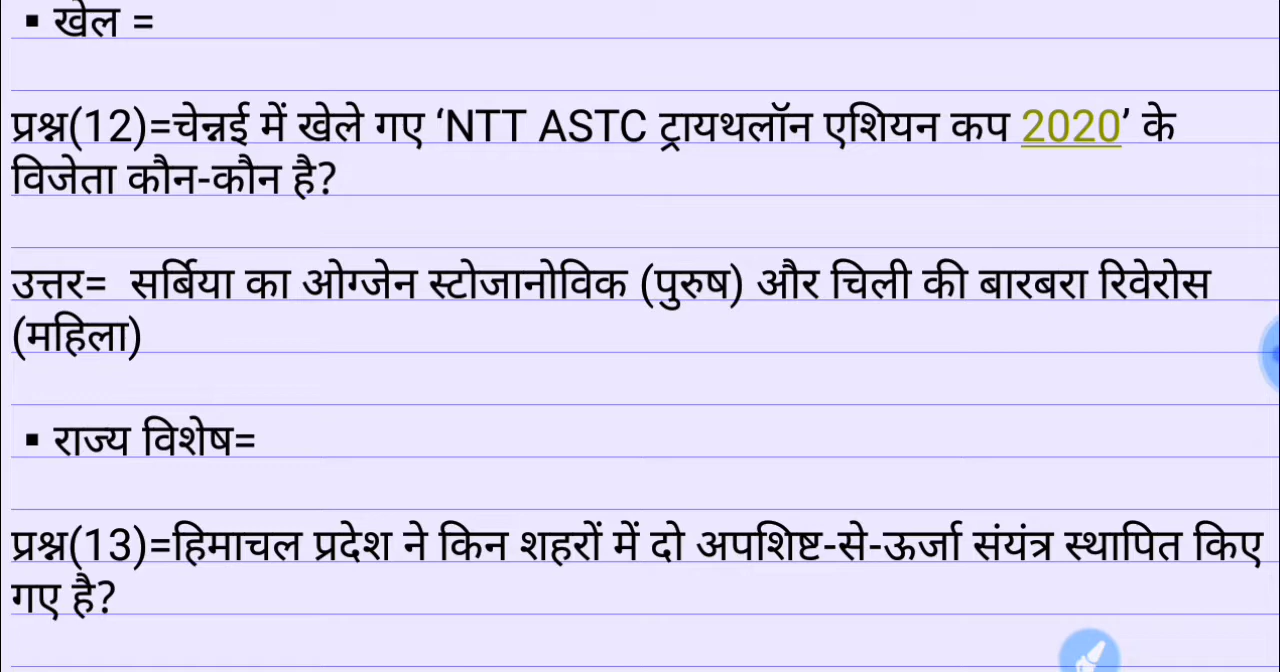 ▪ खेल =
प्रश्न(12)=चेन्नई में खेले गए ‘NTT ASTC ट्रायथलॉन एशियन कप 2020’ के
विजेता कौन-कौन है?
उत्तर= सर्बिया का ओग्जेन स्टोजानोविक (पुरुष) और चिली की बारबरा रिवेरोस
(महिला)
▪ राज्य विशेष=
प्रश्न(13)=हिमाचल प्रदेश ने किन शहरों में दो अपशिष्ट-से-ऊर्जा संयंत्र स्थापित किए
गए है?